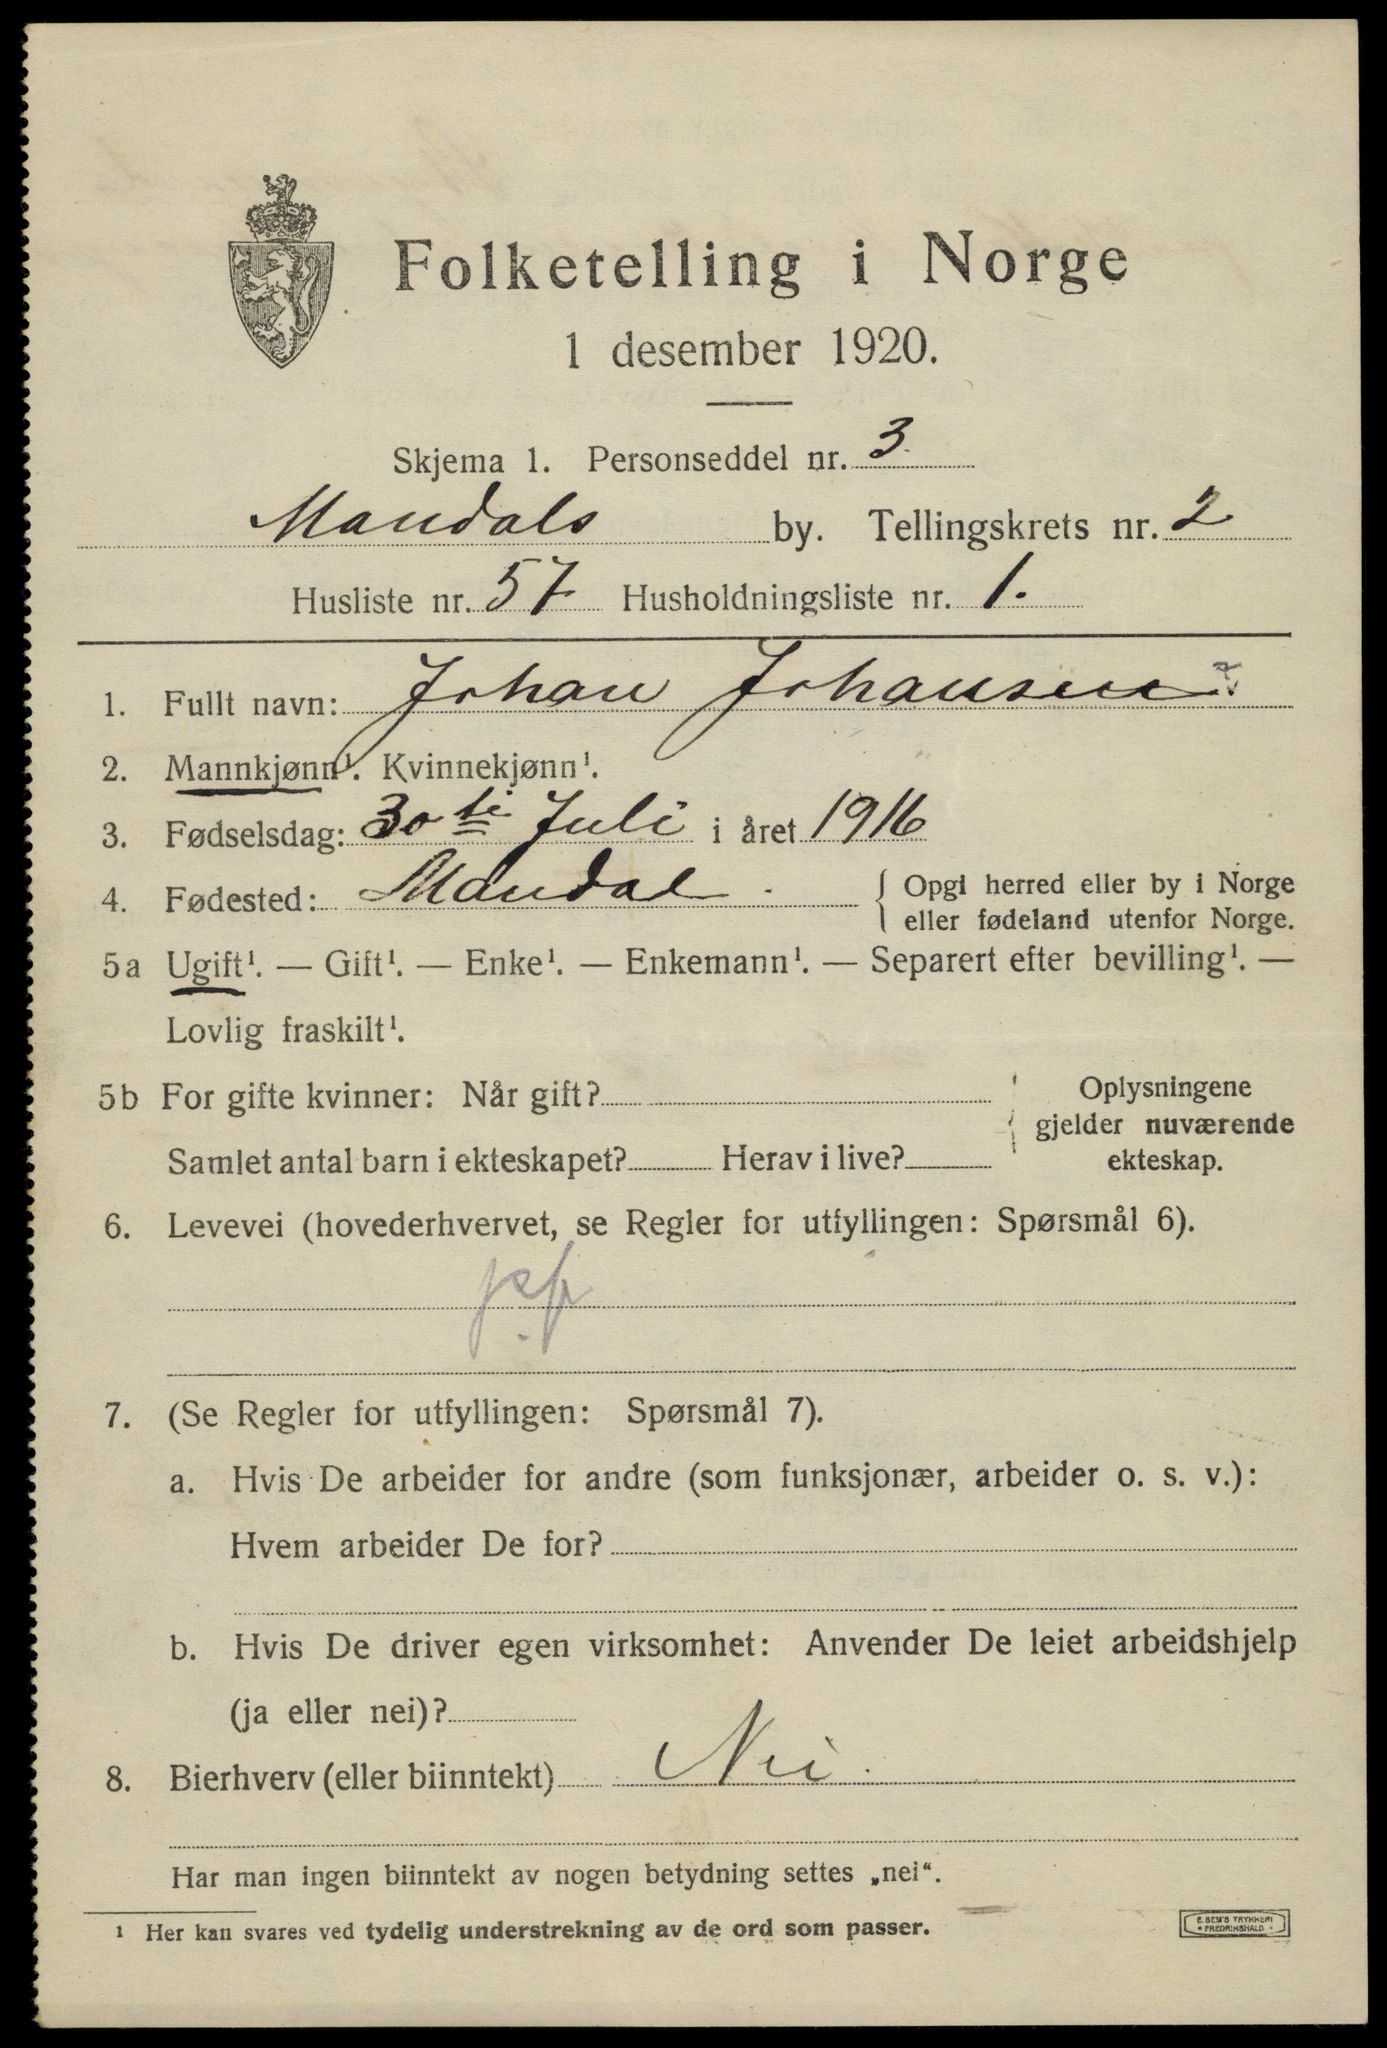 Folketelling i Norge
1 desember 1920.
Skjema 1. Personseddel nr. 3
Mandals by. Tellingskrets nr. 2
Husliste nr. 57 Husholdningsliste nr. 1.
1. Fullt navn: Johan Johansen
2. Mannkjønn¹. Kvinnekjønn¹.
3. Fødselsdag: 30te Juli i året 1916
4. Fødested: Mandal. { Opgi herred eller by i Norge
eller fødeland utenfor Norge.
5a Ugift¹. — Gift¹. — Enke¹. — Enkemann¹. — Separert efter bevilling¹. —
Lovlig fraskilt¹.
5b For gifte kvinner: Når gift? Oplysningene
gjelder nuværende
Samlet antal barn i ekteskapet? Herav i live? ekteskap.
6. Levevei (hovederhvervet, se Regler for utfyllingen: Spørsmål 6).
7. (Se Regler for utfyllingen: Spørsmål 7).
a. Hvis De arbeider for andre (som funksjonær, arbeider o. s. v.):
Hvem arbeider De for?
b. Hvis De driver egen virksomhet: Anvender De leiet arbeidshjelp
(ja eller nei)?
8. Bierhverv (eller biinntekt) Nei.
Har man ingen biinntekt av nogen betydning settes „nei“.
¹ Her kan svares ved tydelig understrekning av de ord som passer.
E. SEM'S TRYKKERI
• FREDRIKSHALD •